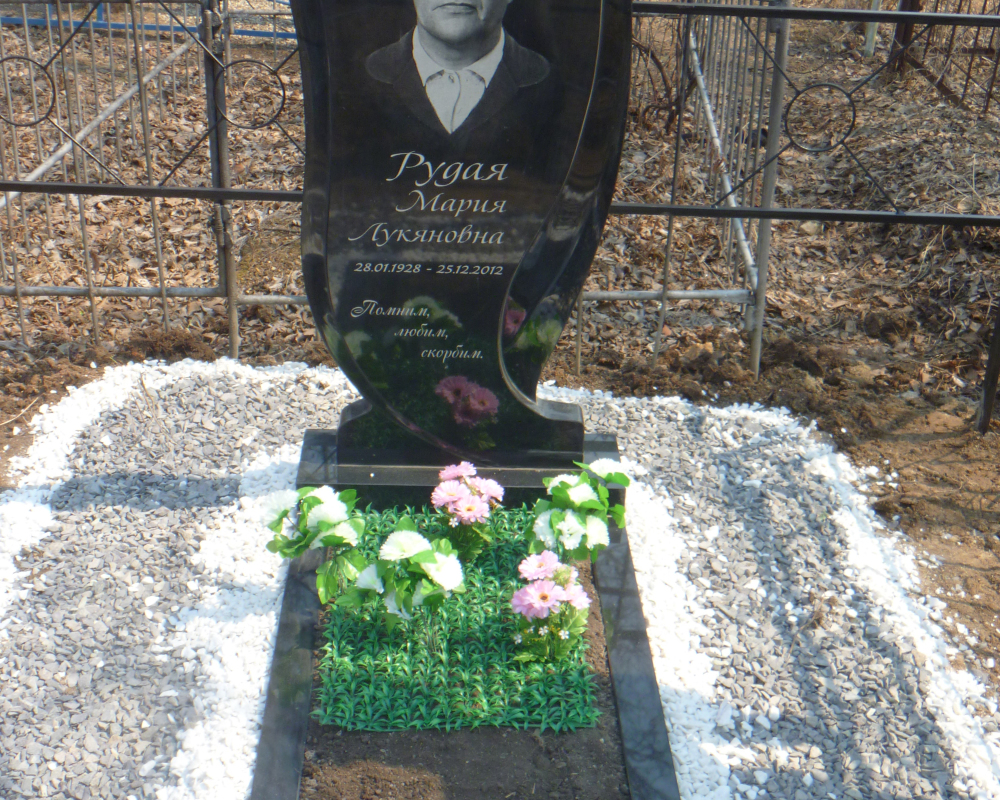 Рудая
Мария
Лукяновна
28.01.1928 - 25.12.2012
Помним,
любим,
скорбим.